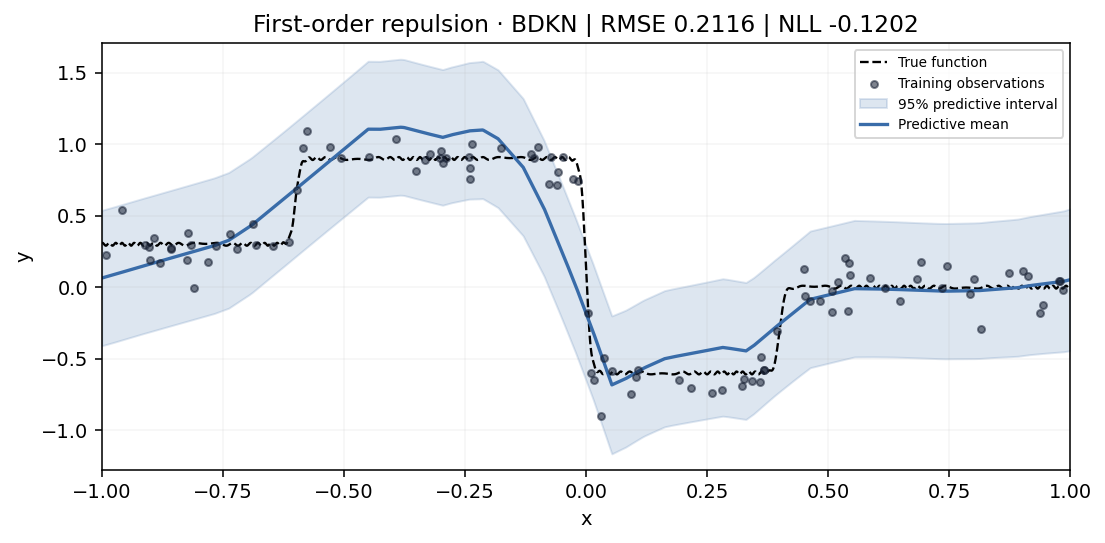 First-order repulsion · BDKN | RMSE 0.2116 | NLL -0.1202
True function
Training observations
95% predictive interval
Predictive mean
y
1.5
1.0
0.5
0.0
−0.5
−1.0
−1.00 −0.75 −0.50 −0.25 0.00 0.25 0.50 0.75 1.00
x